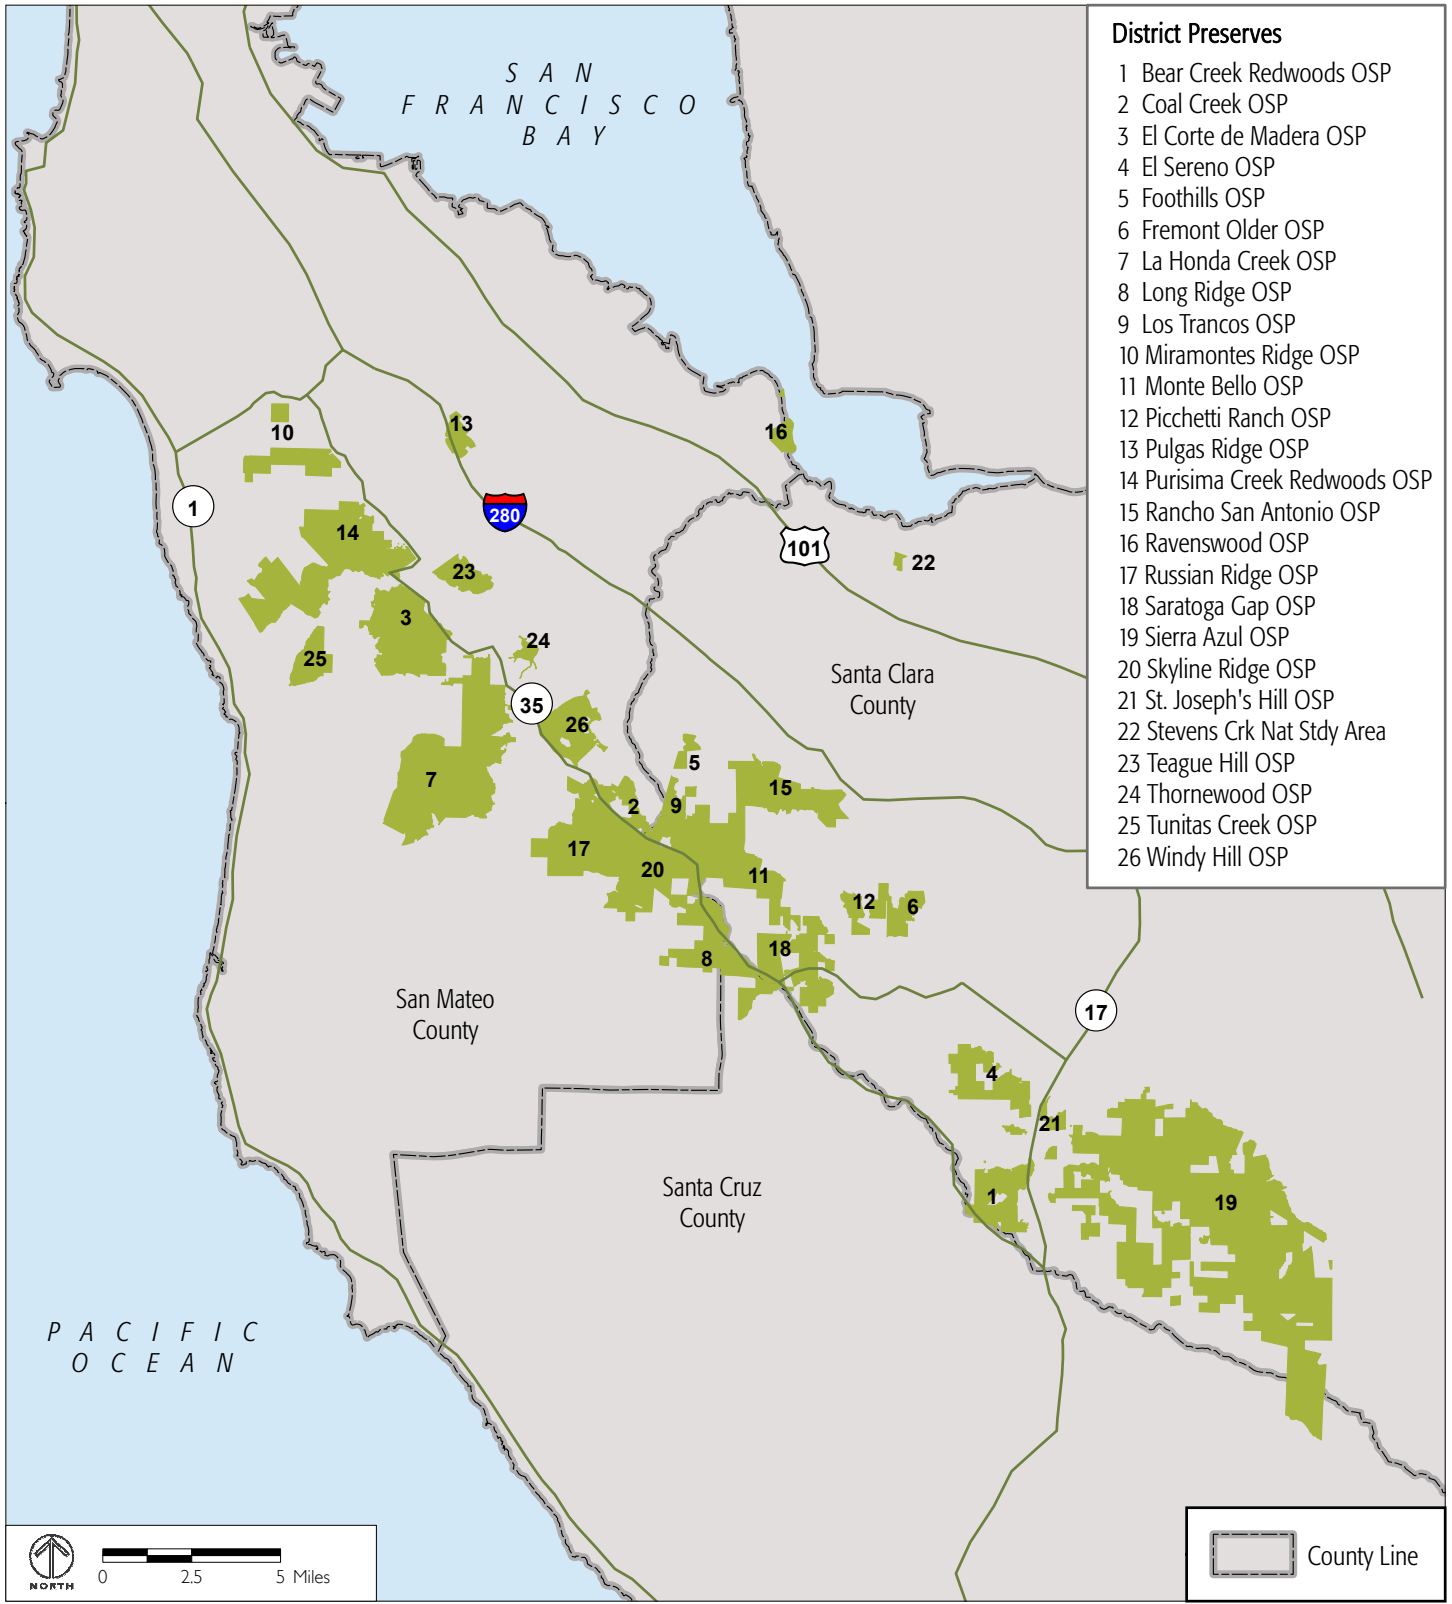 S A N
F R A N C I S C O
B A Y
District Preserves
1 Bear Creek Redwoods OSP
2 Coal Creek OSP
3 El Corte de Madera OSP
4 El Sereno OSP
5 Foothills OSP
6 Fremont Older OSP
7 La Honda Creek OSP
8 Long Ridge OSP
9 Los Trancos OSP
10 Miramontes Ridge OSP
11 Monte Bello OSP
12 Picchetti Ranch OSP
13 Pulgas Ridge OSP
14 Purisima Creek Redwoods OSP
15 Rancho San Antonio OSP
16 Ravenswood OSP
17 Russian Ridge OSP
18 Saratoga Gap OSP
19 Sierra Azul OSP
20 Skyline Ridge OSP
21 St. Joseph's Hill OSP
22 Stevens Crk Nat Stdy Area
23 Teague Hill OSP
24 Thornewood OSP
25 Tunitas Creek OSP
26 Windy Hill OSP
13
10
16
1
280
14
101
22
23
3
24
25
Santa Clara
County
35
26
5
7
15
2
9
17
20
11
12
6
18
8
San Mateo
County
17
4
21
Santa Cruz
County
1
19
P A C I F I C
O C E A N
NORTH
0 2.5 5 Miles
County Line